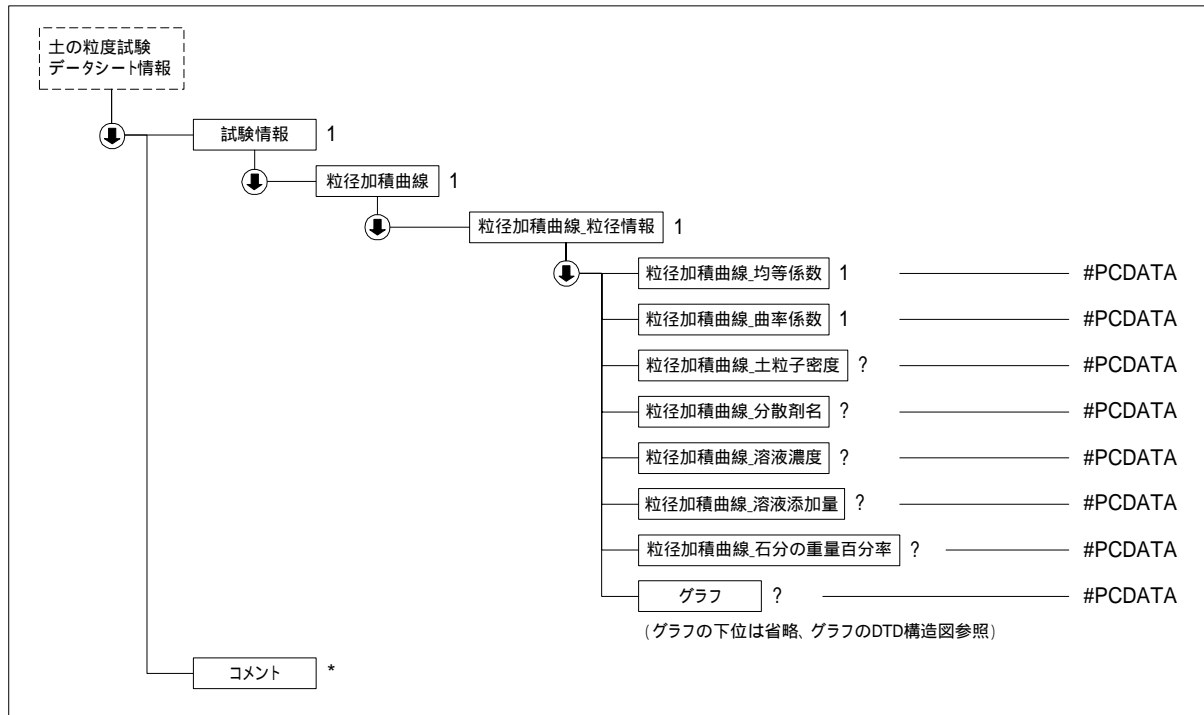 土の粒度試験
データシート情報
試験情報 1
粒径加積曲線 1
粒径加積曲線_粒径情報 1
粒径加積曲線_均等係数 1 #PCDATA
粒径加積曲線_曲率係数 1 #PCDATA
粒径加積曲線_土粒子密度 ? #PCDATA
粒径加積曲線_分散剤名 ? #PCDATA
粒径加積曲線_溶液濃度 ? #PCDATA
粒径加積曲線_溶液添加量 ? #PCDATA
粒径加積曲線_石分の重量百分率 ? #PCDATA
グラフ ? #PCDATA
(グラフの下位は省略、グラフのDTD構造図参照)
コメント *